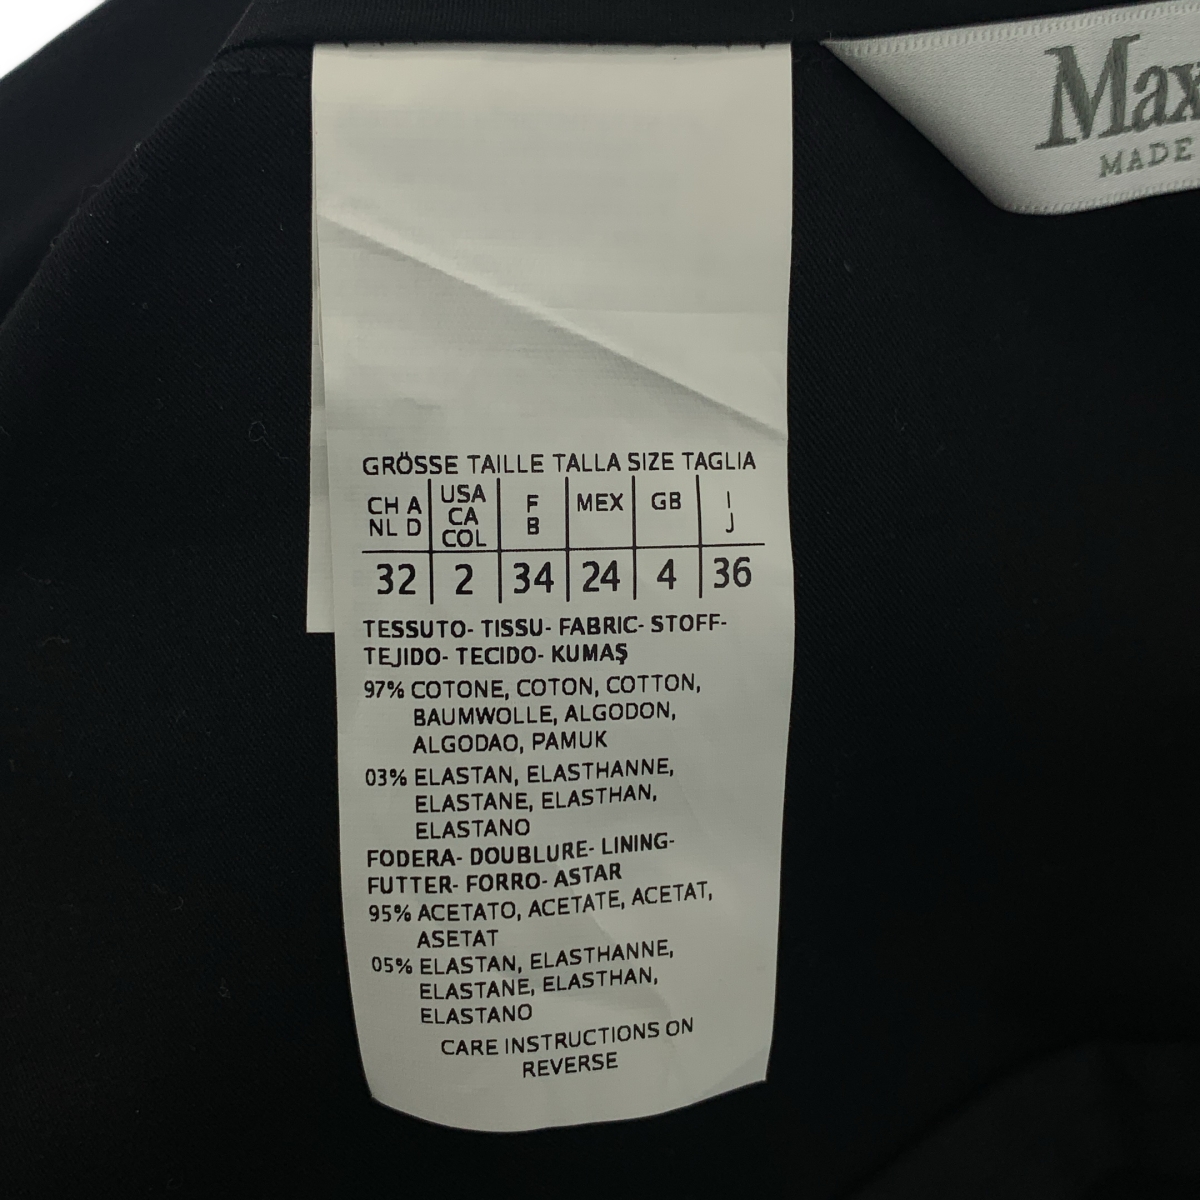 Max
MADE
GRÖSSE TAILLE TALLA SIZE TAGLIA
CH A NL D | USA CA COL | F B | MEX | GB | I J
32 | 2 | 34 | 24 | 4 | 36
TESSUTO- TISSU- FABRIC- STOFF-
TEJIDO- TECIDO- KUMAŞ
97% COTONE, COTON, COTTON,
BAUMWOLLE, ALGODON,
ALGODAO, PAMUK
03% ELASTAN, ELASTHANNE,
ELASTANE, ELASTHAN,
ELASTANO
FODERA- DOUBLURE- LINING-
FUTTER- FORRO- ASTAR
95% ACETATO, ACETATE, ACETAT,
ASETAT
05% ELASTAN, ELASTHANNE,
ELASTANE, ELASTHAN,
ELASTANO
CARE INSTRUCTIONS ON
REVERSE